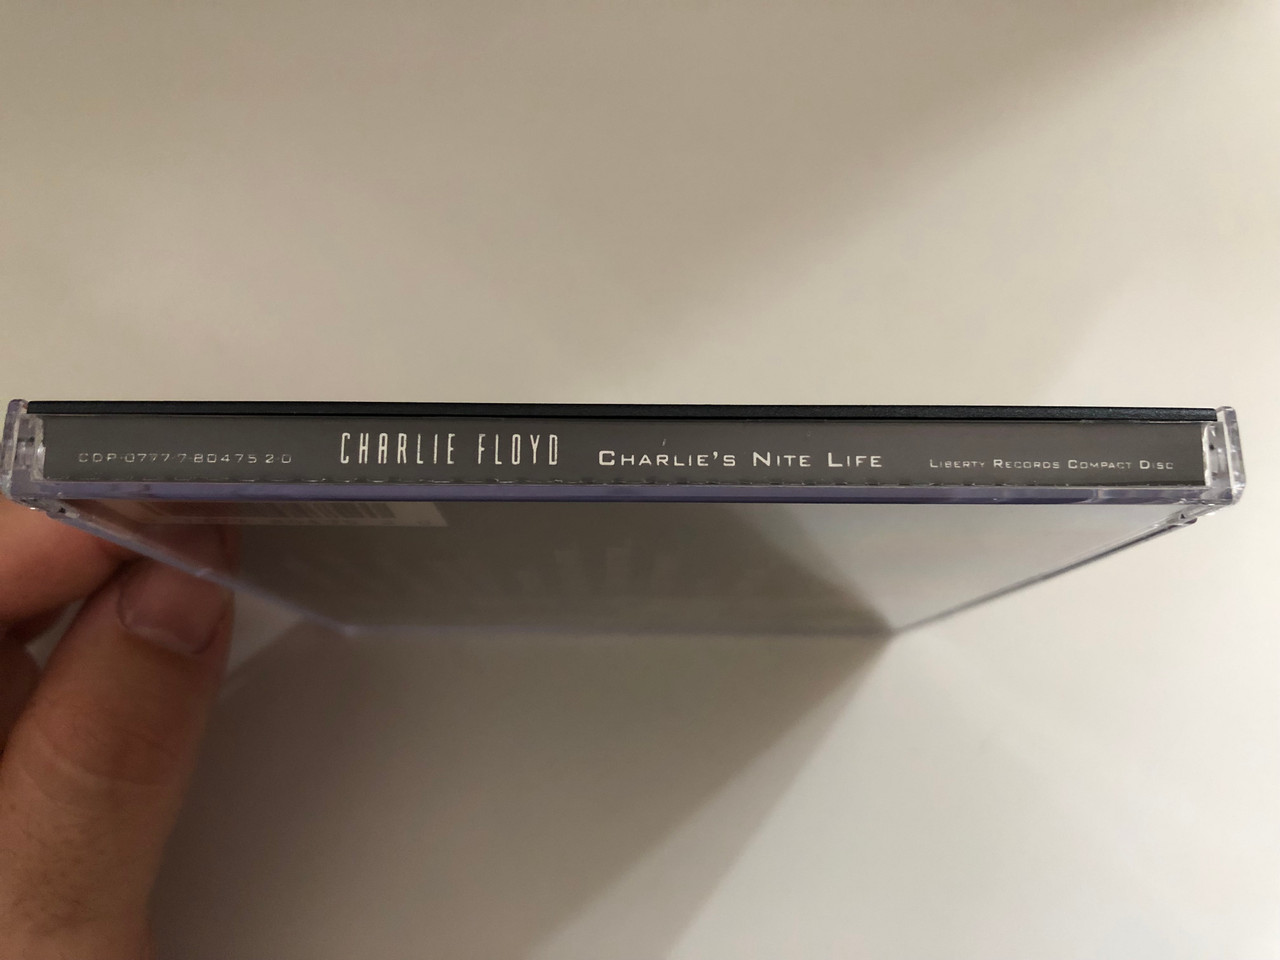 CDP-0777-7-80475 2-0 CHARLIE FLOYD CHARLIE'S NITE LIFE LIBERTY RECORDS COMPACT DISC